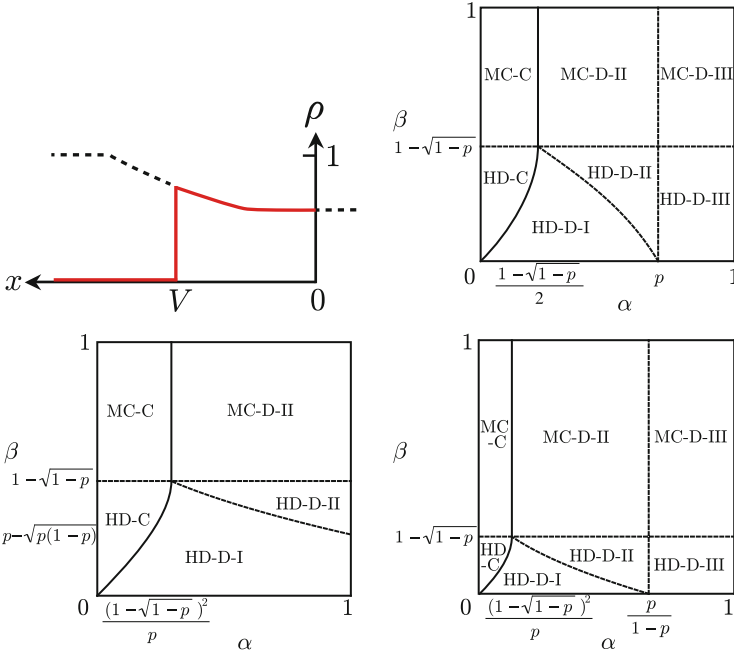 ρ
1
x
V
0
1
MC-C
MC-D-II
MC-D-III
β
1−√1−p
HD-C
HD-D-II
HD-D-I
HD-D-III
0
1−√1−p
2
p
1
α
1
MC-C
MC-D-II
β
1−√1−p
p−√p(1−p)
HD-C
HD-D-II
HD-D-I
0
(1−√1−p)²
p
1
α
1
MC
-C
MC-D-II
MC-D-III
β
1−√1−p
HD
-C
HD-D-II
HD-D-I
HD-D-III
0
(1−√1−p)²
p
p
1−p
1
α